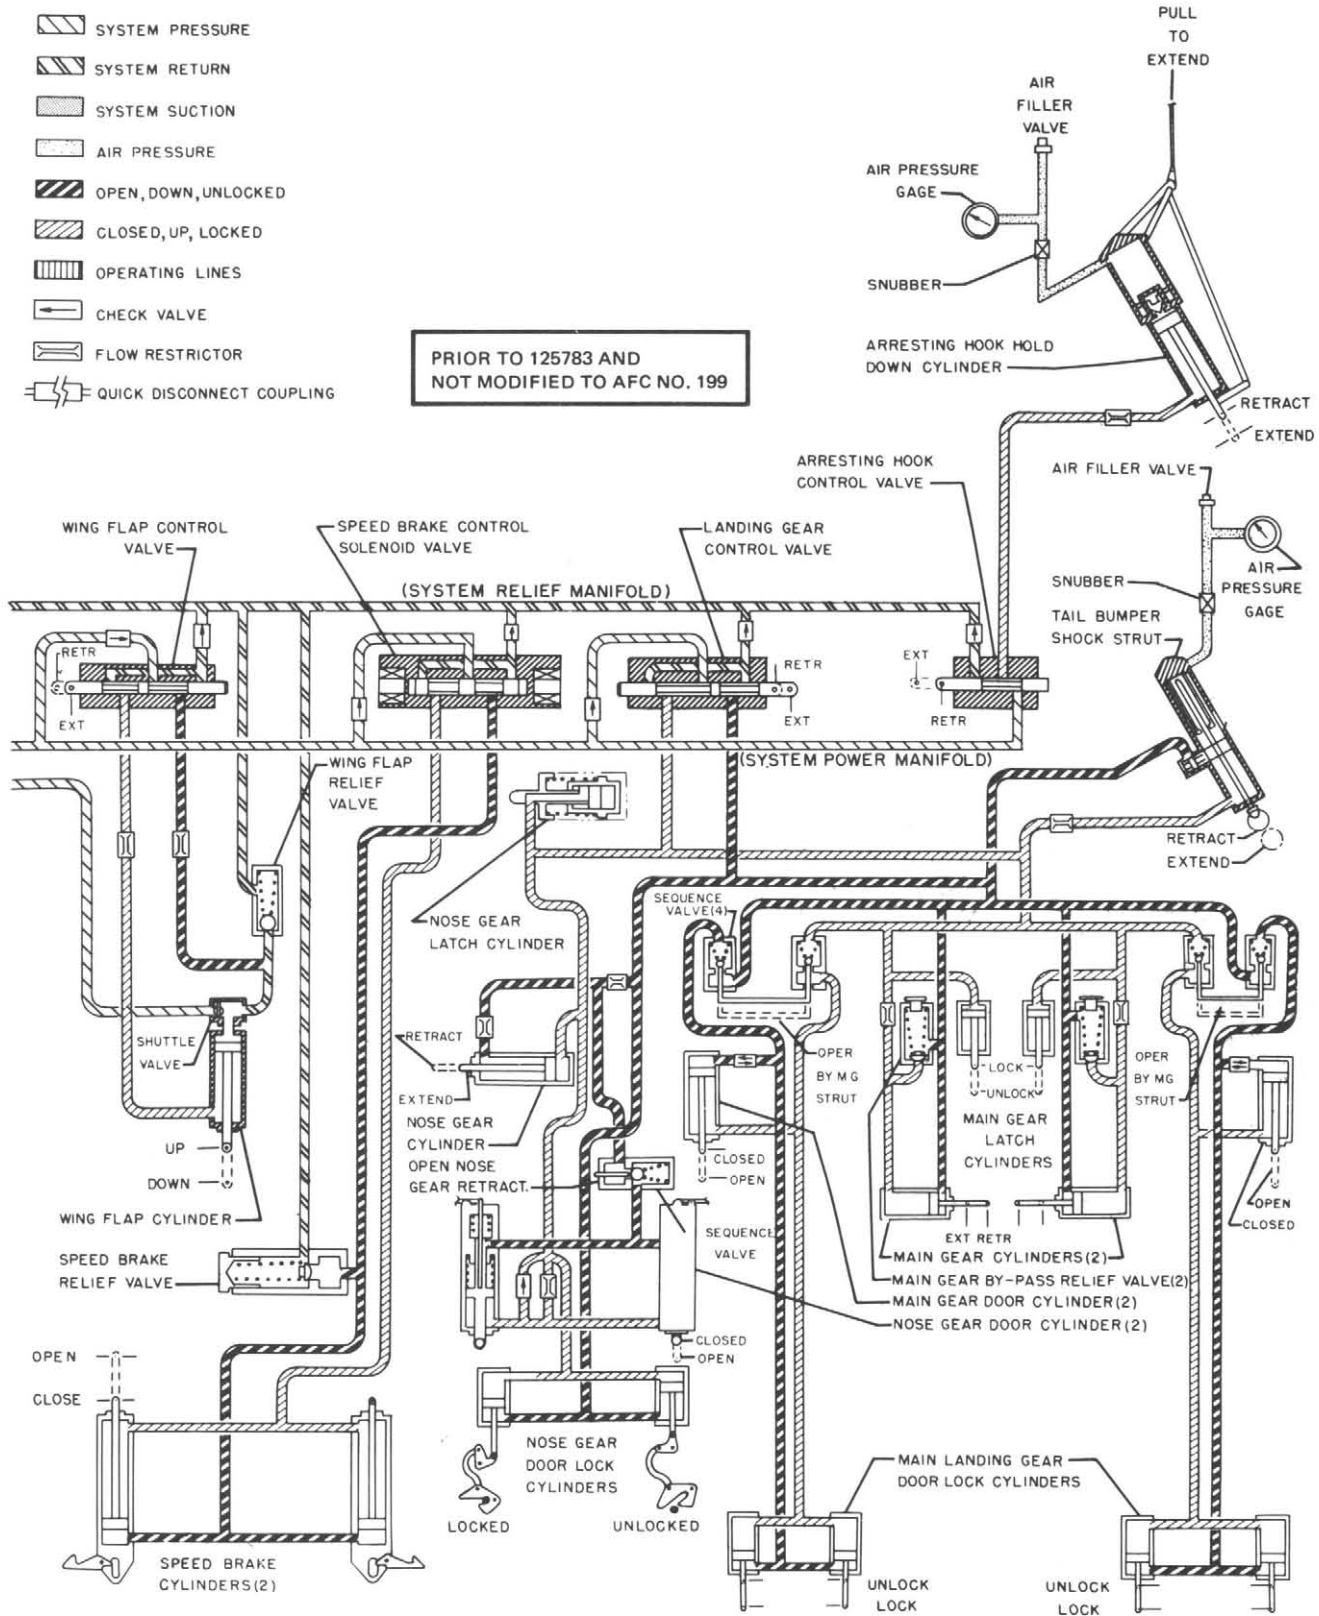 SYSTEM PRESSURE
SYSTEM RETURN
SYSTEM SUCTION
AIR PRESSURE
OPEN, DOWN, UNLOCKED
CLOSED, UP, LOCKED
OPERATING LINES
CHECK VALVE
FLOW RESTRICTOR
QUICK DISCONNECT COUPLING
PRIOR TO 125783 AND
NOT MODIFIED TO AFC NO. 199
PULL
TO
EXTEND
AIR
FILLER
VALVE
AIR PRESSURE
GAGE
SNUBBER
ARRESTING HOOK HOLD
DOWN CYLINDER
RETRACT
EXTEND
ARRESTING HOOK
CONTROL VALVE
AIR FILLER VALVE
WING FLAP CONTROL
VALVE
SPEED BRAKE CONTROL
SOLENOID VALVE
LANDING GEAR
CONTROL VALVE
AIR
PRESSURE
GAGE
SNUBBER
TAIL BUMPER
SHOCK STRUT
(SYSTEM RELIEF MANIFOLD)
RETR
EXT
RETR
EXT
EXT
RETR
(SYSTEM POWER MANIFOLD)
WING FLAP
RELIEF
VALVE
RETRACT
EXTEND
NOSE GEAR
LATCH CYLINDER
SEQUENCE
VALVE(4)
SHUTTLE
VALVE
RETRACT
EXTEND
NOSE GEAR
CYLINDER
OPEN NOSE
GEAR RETRACT.
OPER
BY MG
STRUT
LOCK
UNLOCK
MAIN GEAR
LATCH
CYLINDERS
OPER
BY MG
STRUT
UP
DOWN
WING FLAP CYLINDER
CLOSED
OPEN
OPEN
CLOSED
SPEED BRAKE
RELIEF VALVE
SEQUENCE
VALVE
EXT RETR
MAIN GEAR CYLINDERS(2)
MAIN GEAR BY-PASS RELIEF VALVE(2)
MAIN GEAR DOOR CYLINDER(2)
NOSE GEAR DOOR CYLINDER(2)
CLOSED
OPEN
OPEN
CLOSE
NOSE GEAR
DOOR LOCK
CYLINDERS
LOCKED
UNLOCKED
MAIN LANDING GEAR
DOOR LOCK CYLINDERS
SPEED BRAKE
CYLINDERS(2)
UNLOCK
LOCK
UNLOCK
LOCK